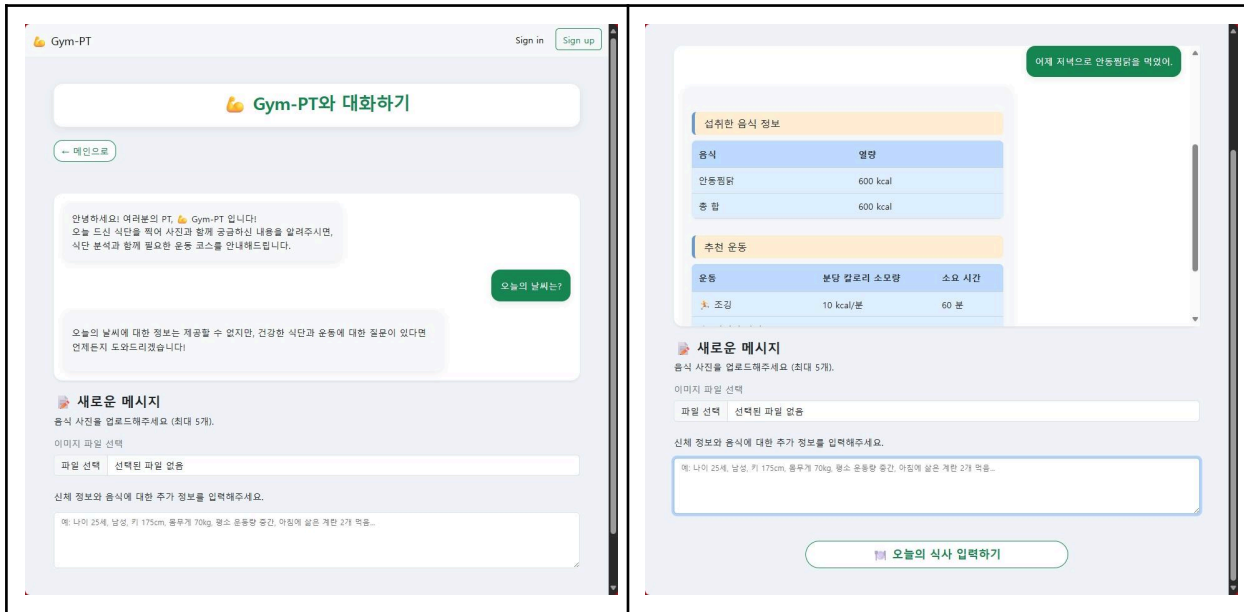 💪 Gym-PT
Sign in
Sign up
💪 Gym-PT와 대화하기
← 메인으로
안녕하세요! 여러분의 PT, 💪 Gym-PT 입니다!
오늘 드신 식단을 찍어 사진과 함께 궁금하신 내용을 알려주시면,
식단 분석과 함께 필요한 운동 코스를 안내해드립니다.
오늘의 날씨는?
오늘의 날씨에 대한 정보는 제공할 수 없지만, 건강한 식단과 운동에 대한 질문이 있다면
언제든지 도와드리겠습니다!
📝 새로운 메시지
음식 사진을 업로드해주세요 (최대 5개).
이미지 파일 선택
파일 선택 선택된 파일 없음
신체 정보와 음식에 대한 추가 정보를 입력해주세요.
예: 나이 25세, 남성, 키 175cm, 몸무게 70kg, 평소 운동량 중간, 아침에 삶은 계란 2개 먹음...
어제 저녁으로 안동찜닭을 먹었어.
섭취한 음식 정보
음식 열량
안동찜닭 600 kcal
총 합 600 kcal
추천 운동
운동 분당 칼로리 소모량 소요 시간
🏃 조깅 10 kcal/분 60 분
📝 새로운 메시지
음식 사진을 업로드해주세요 (최대 5개).
이미지 파일 선택
파일 선택 선택된 파일 없음
신체 정보와 음식에 대한 추가 정보를 입력해주세요.
예: 나이 25세, 남성, 키 175cm, 몸무게 70kg, 평소 운동량 중간, 아침에 삶은 계란 2개 먹음...
🍽️ 오늘의 식사 입력하기